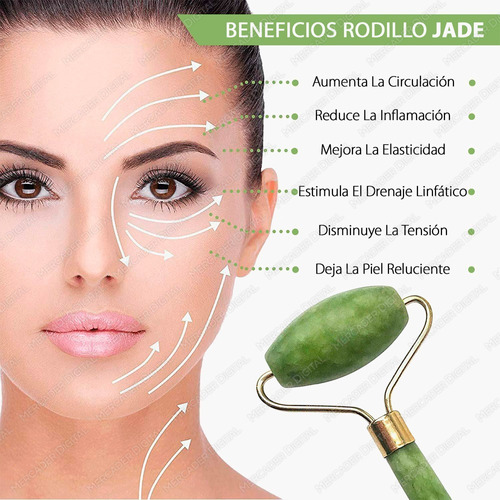 BENEFICIOS RODILLO JADE
Aumenta La Circulación
Reduce La Inflamación
Mejora La Elasticidad
Estimula El Drenaje Linfático
Disminuye La Tensión
Deja La Piel Reluciente